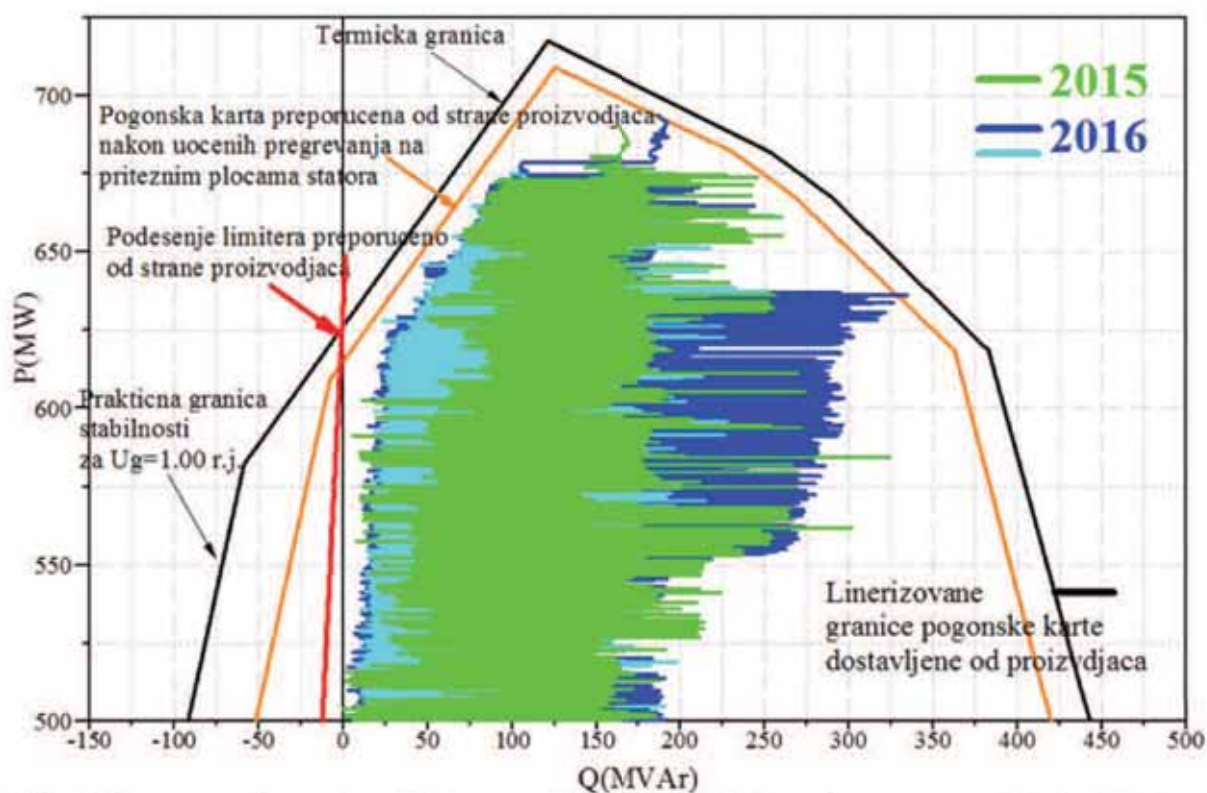 Termicka granica
2015
2016
Pogonska karta preporucena od strane proizvodjaca
nakon uocenih pregrevanja na
priteznim plocama statora
Podesenje limitera preporuceno
od strane proizvodjaca
Prakticna granica
stabilnosti
za Ug=1.00 r.j.
Linerizovane
granice pogonske karte
dostavljene od proizvdjaca
P(MW)
700
650
600
550
500
-150 -100 -50 0 50 100 150 200 250 300 350 400 450 500
Q(MVAr)